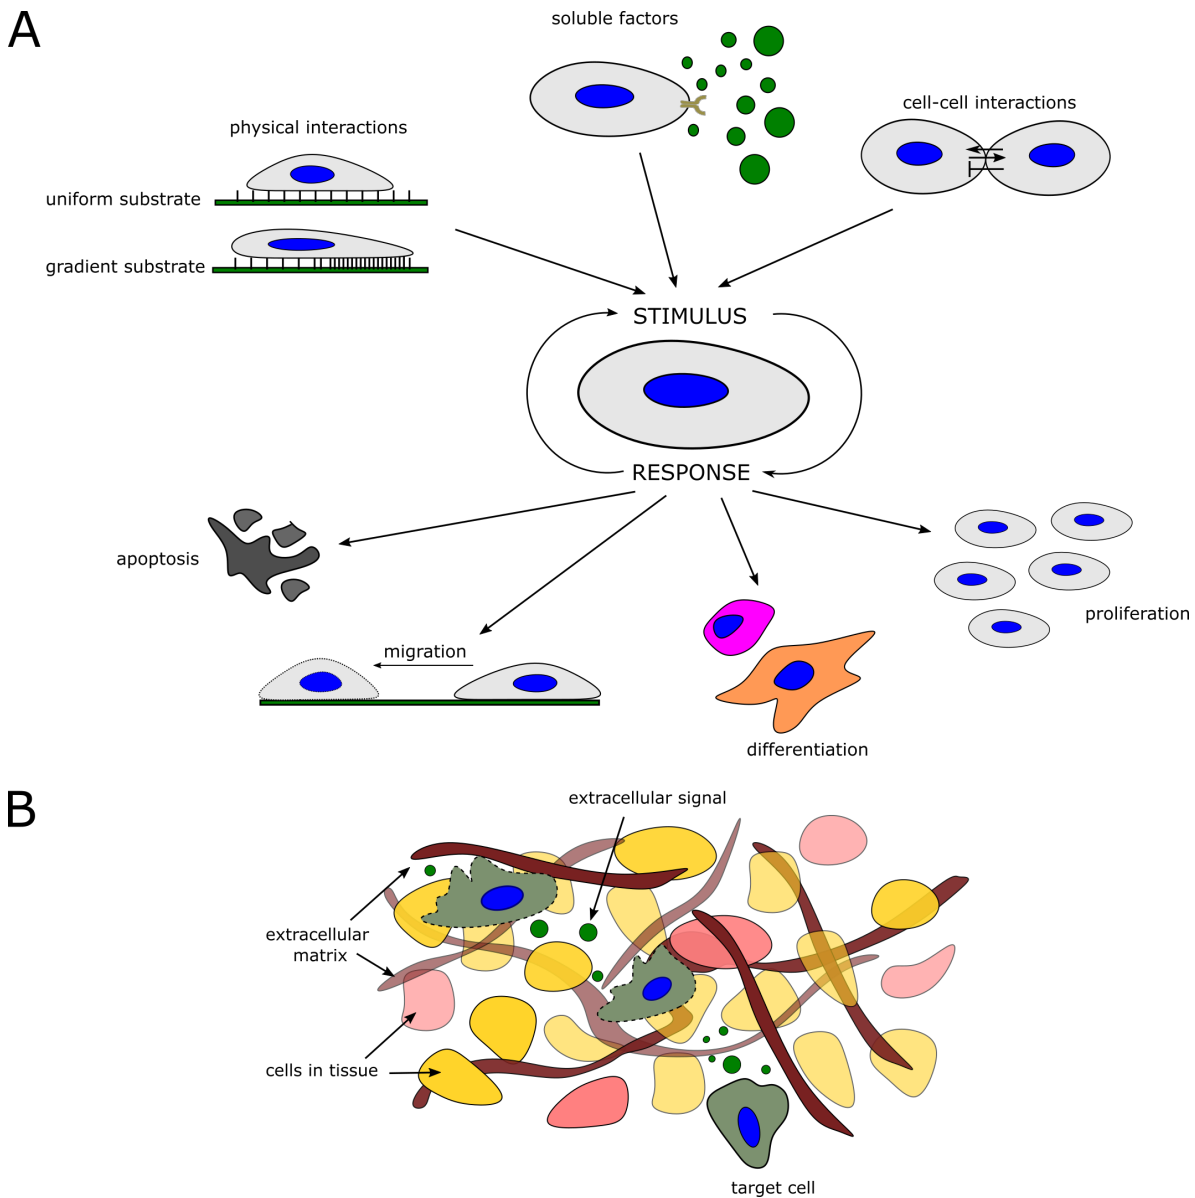 A
soluble factors
cell-cell interactions
physical interactions
uniform substrate
gradient substrate
STIMULUS
RESPONSE
apoptosis
proliferation
migration
differentiation
B
extracellular signal
extracellular
matrix
cells in tissue
target cell